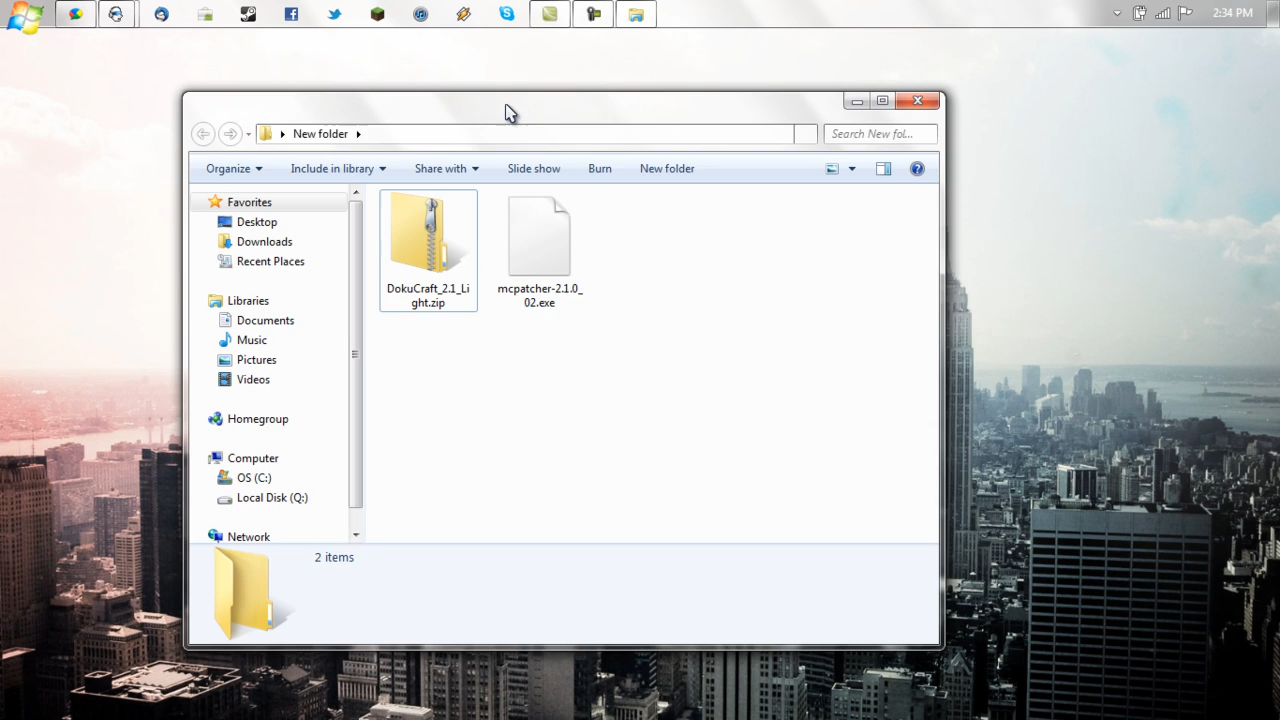 2:34 PM
New folder
Search New fol...
Organize
Include in library
Share with
Slide show
Burn
New folder
Favorites
Desktop
Downloads
Recent Places
Libraries
Documents
Music
Pictures
Videos
Homegroup
Computer
OS (C:)
Local Disk (Q:)
Network
DokuCraft_2.1_Li
ght.zip
mcpatcher-2.1.0_
02.exe
2 items